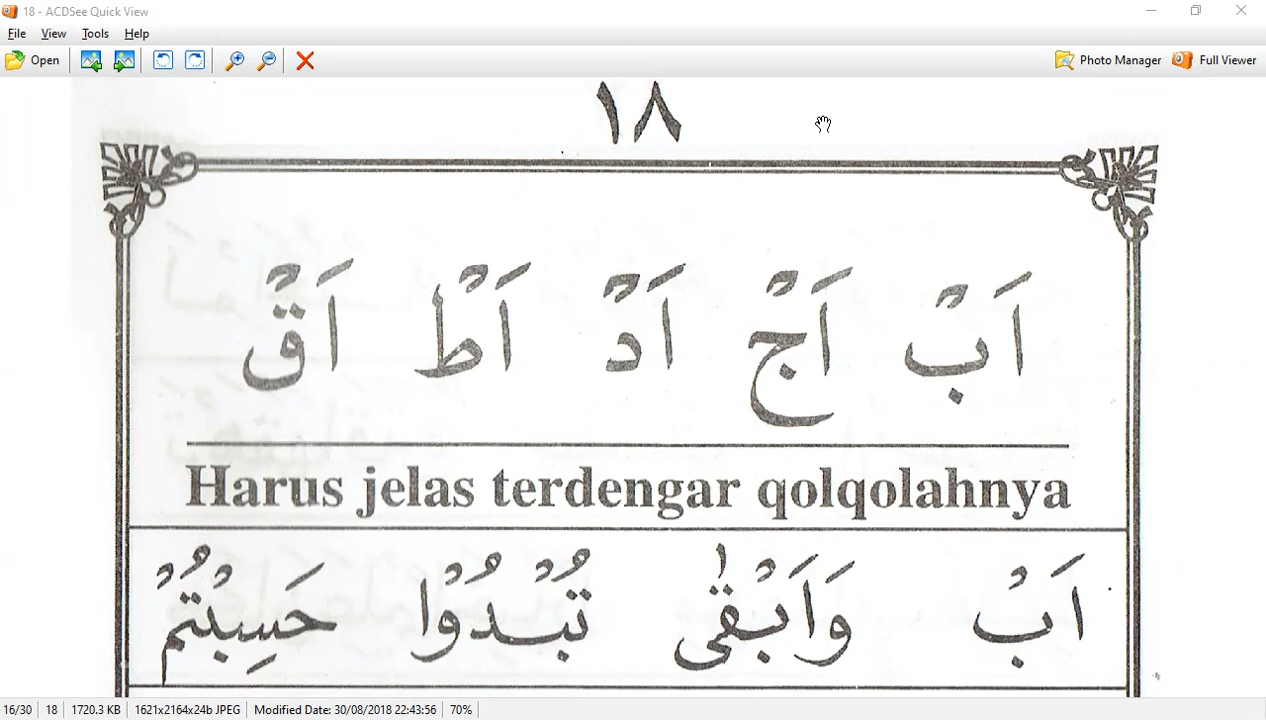 18 - ACDSee Quick View
File View Tools Help
Open Photo Manager Full Viewer
١٨
اَبْ اَجْ اَدْ اَطْ اَقْ
Harus jelas terdengar qolqolahnya
اَبْ وَاَبْقٰى تُبْدُوْا حَسِبْتُمْ
16/30 18 1720.3 KB 1621x2164x24b JPEG Modified Date: 30/08/2018 22:43:56 70%